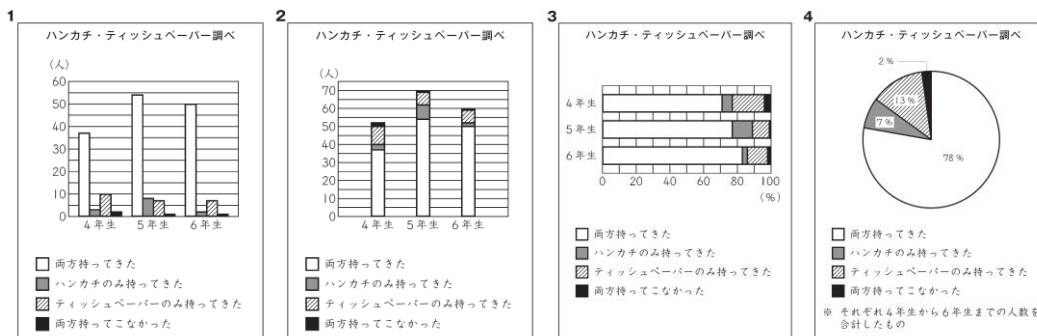 1
ハンカチ・ティッシュペーパー調べ
(人)
60
50
40
30
20
10
0
4年生 5年生 6年生
両方持ってきた
ハンカチのみ持ってきた
ティッシュペーパーのみ持ってきた
両方持ってこなかった
2
ハンカチ・ティッシュペーパー調べ
(人)
70
60
50
40
30
20
10
0
4年生 5年生 6年生
両方持ってきた
ハンカチのみ持ってきた
ティッシュペーパーのみ持ってきた
両方持ってこなかった
3
ハンカチ・ティッシュペーパー調べ
4年生
5年生
6年生
0 20 40 60 80 100
(%)
両方持ってきた
ハンカチのみ持ってきた
ティッシュペーパーのみ持ってきた
両方持ってこなかった
4
ハンカチ・ティッシュペーパー調べ
2%
13%
7%
78%
両方持ってきた
ハンカチのみ持ってきた
ティッシュペーパーのみ持ってきた
両方持ってこなかった
※ それぞれ4年生から6年生までの人数を
合計したもの